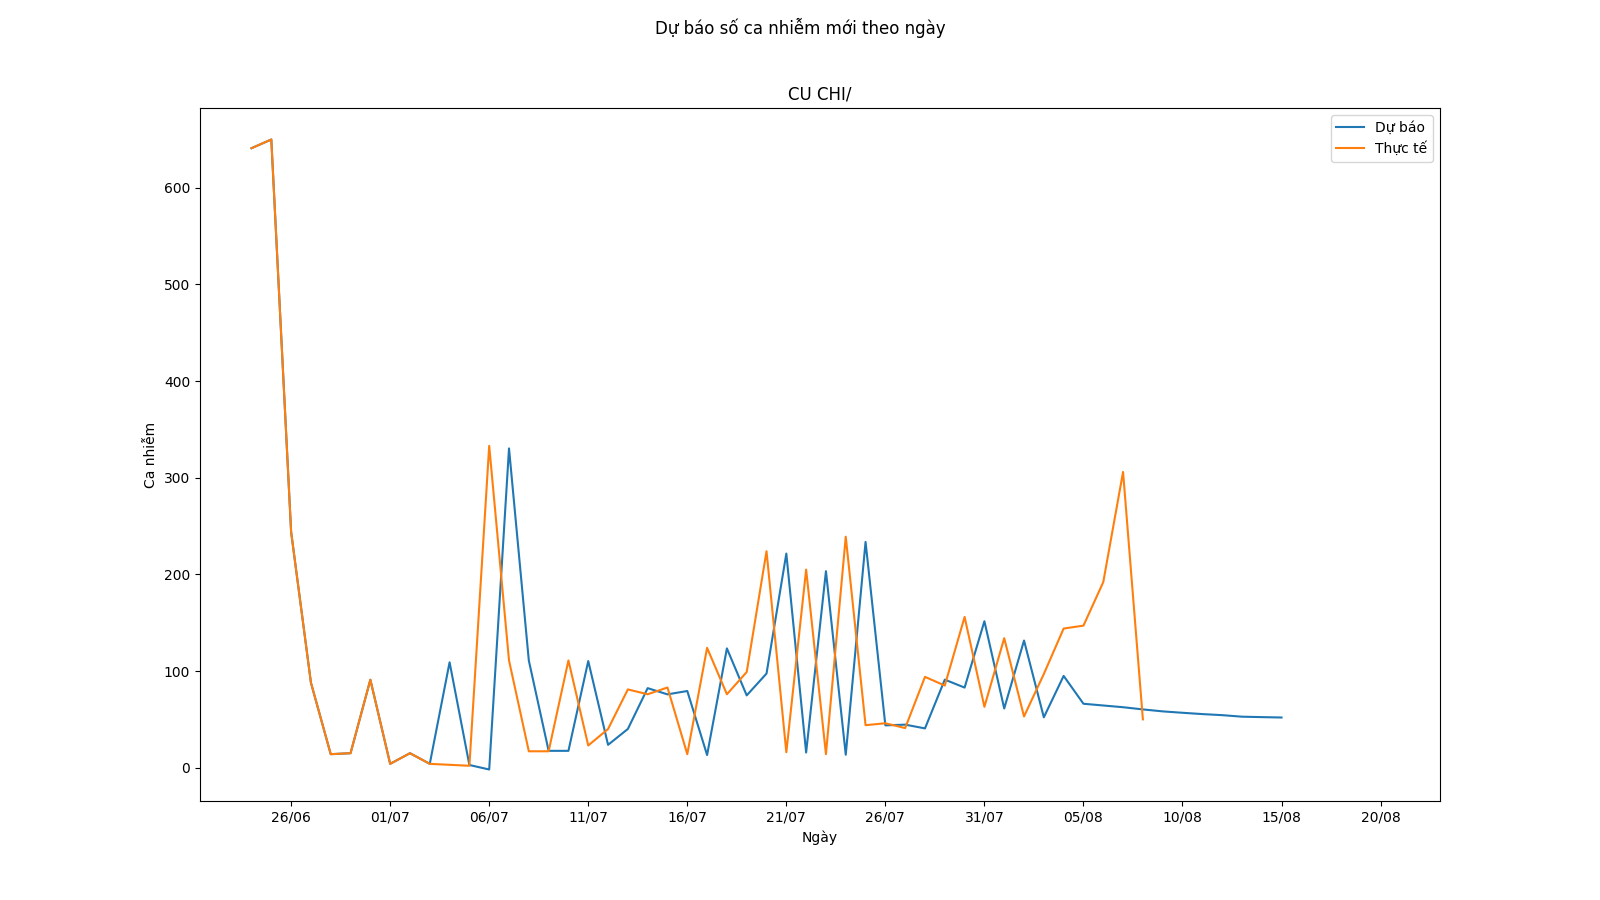 Dự báo số ca nhiễm mới theo ngày
CU CHI/
Dự báo
Thực tế
600
500
400
300
200
100
0
Ca nhiễm
26/06 01/07 06/07 11/07 16/07 21/07 26/07 31/07 05/08 10/08 15/08 20/08
Ngày